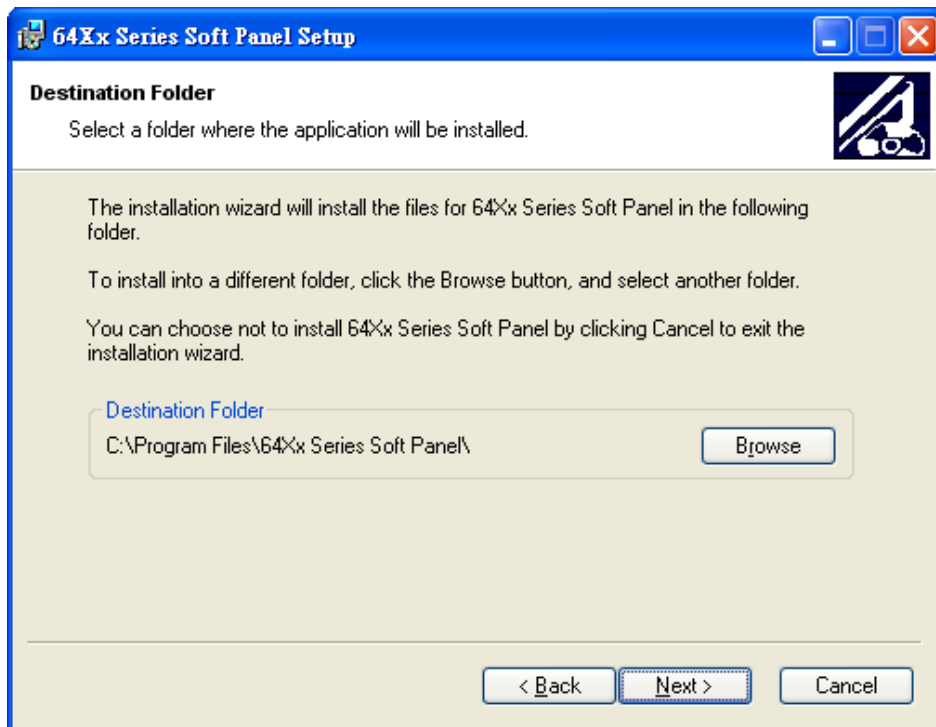 64Xx Series Soft Panel Setup
Destination Folder
Select a folder where the application will be installed.
The installation wizard will install the files for 64Xx Series Soft Panel in the following
folder.
To install into a different folder, click the Browse button, and select another folder.
You can choose not to install 64Xx Series Soft Panel by clicking Cancel to exit the
installation wizard.
Destination Folder
C:\Program Files\64Xx Series Soft Panel\
Browse
< Back
Next >
Cancel